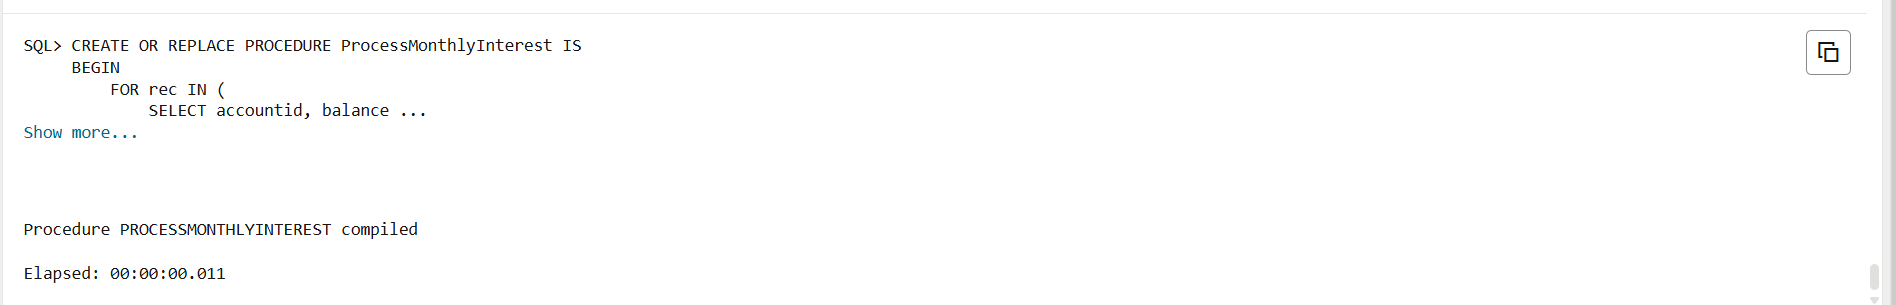 SQL> CREATE OR REPLACE PROCEDURE ProcessMonthlyInterest IS
     BEGIN
         FOR rec IN (
             SELECT accountid, balance ...
Show more...
Procedure PROCESSMONTHLYINTEREST compiled
Elapsed: 00:00:00.011